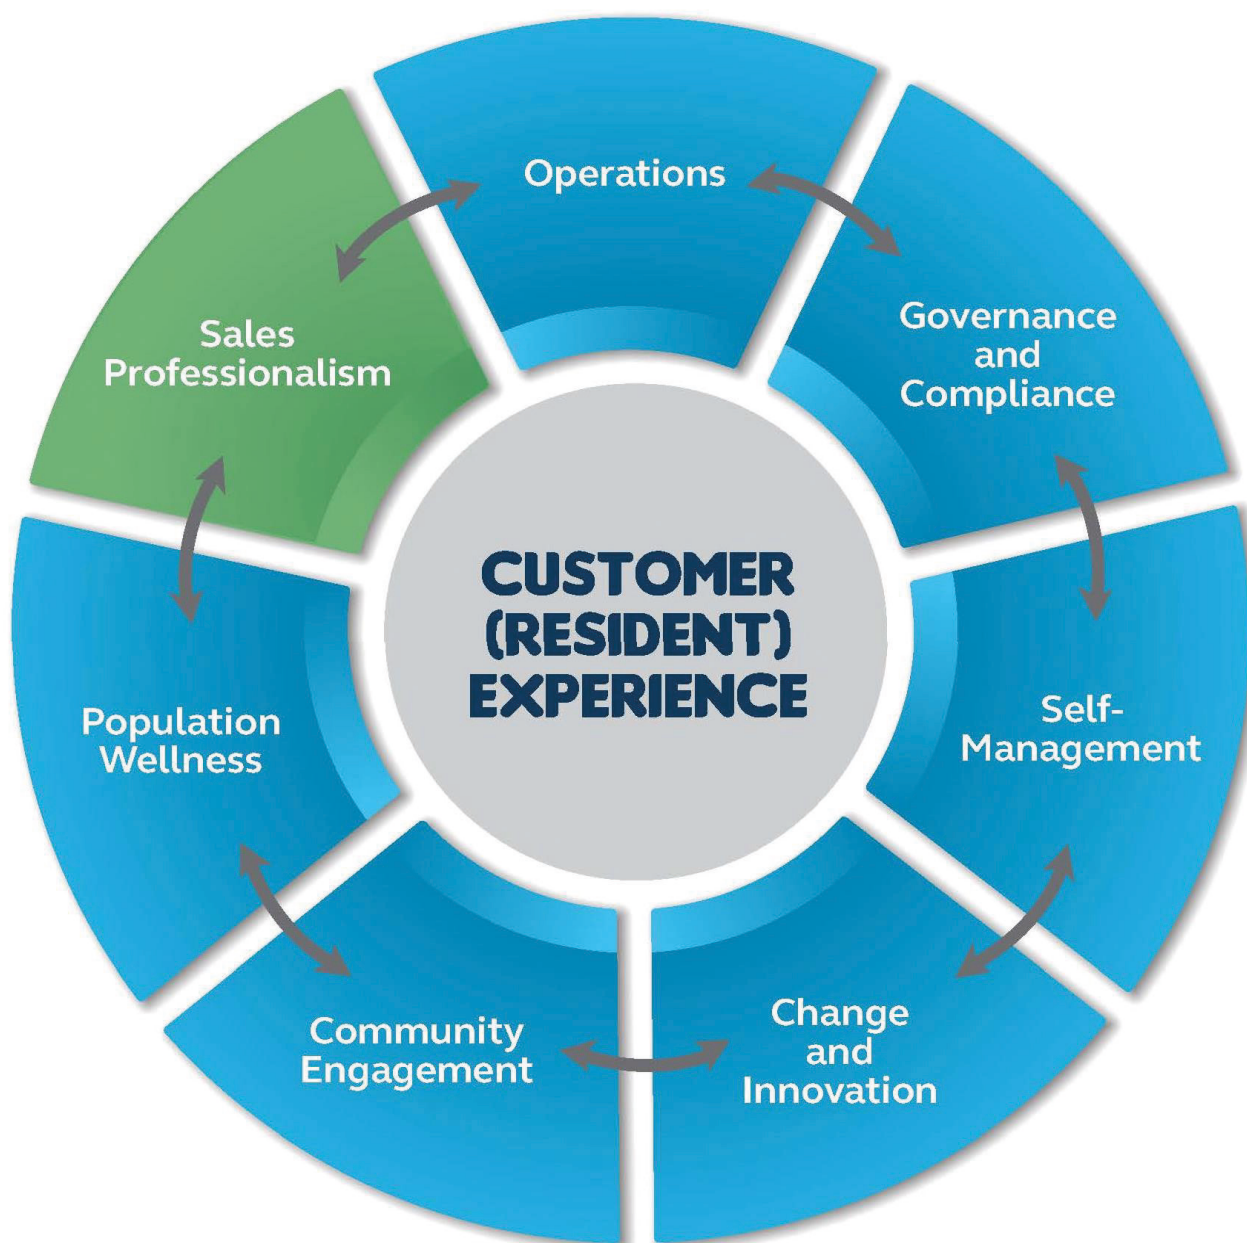 Operations
Governance
and
Compliance
Self-
Management
Change
and
Innovation
Community
Engagement
Population
Wellness
Sales
Professionalism
CUSTOMER
(RESIDENT)
EXPERIENCE